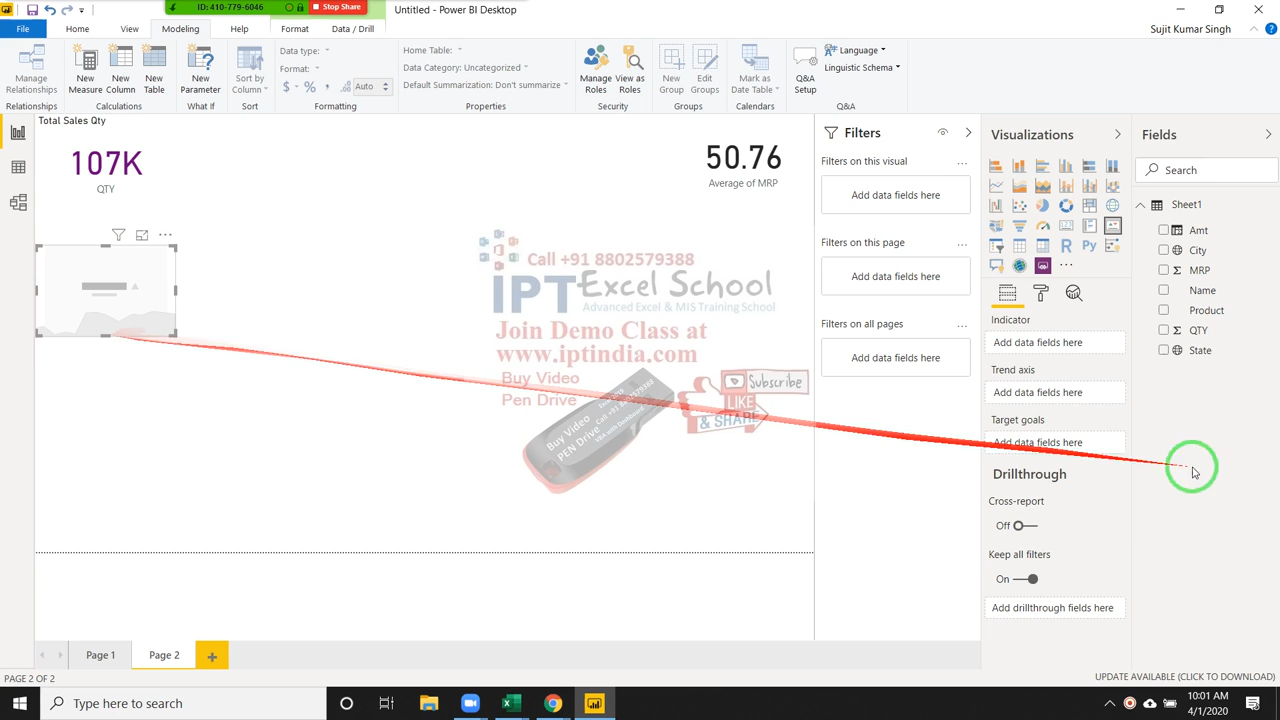 ID: 410-779-6046
Stop Share
Untitled - Power BI Desktop
File
Home
View
Modeling
Help
Format
Data / Drill
Sujit Kumar Singh
Manage
Relationships
New
Measure
New
Column
New
Table
New
Parameter
Sort by
Column
Data type:
Format:
$ % , Auto
Home Table:
Data Category: Uncategorized
Default Summarization: Don't summarize
Manage
Roles
View as
Roles
New
Group
Edit
Groups
Mark as
Date Table
Q&A
Setup
Language
Linguistic Schema
Relationships
Calculations
What If
Sort
Formatting
Properties
Security
Groups
Calendars
Q&A
Total Sales Qty
107K
QTY
50.76
Average of MRP
Call +91 8802579388
IPT Excel School
Advanced Excel & MIS Training School
Join Demo Class at
www.iptindia.com
Buy Video
Pen Drive
Buy Video
PEN Drive
Call +91 8802579388
Subscribe
LIKE
& SHARE
Filters
Filters on this visual
Add data fields here
Filters on this page
Add data fields here
Filters on all pages
Add data fields here
Visualizations
R
Py
Indicator
Add data fields here
Trend axis
Add data fields here
Target goals
Add data fields here
Drillthrough
Cross-report
Off
Keep all filters
On
Add drillthrough fields here
Fields
Search
Sheet1
Amt
City
MRP
Name
Product
QTY
State
Page 1
Page 2
PAGE 2 OF 2
UPDATE AVAILABLE (CLICK TO DOWNLOAD)
Type here to search
10:01 AM
4/1/2020